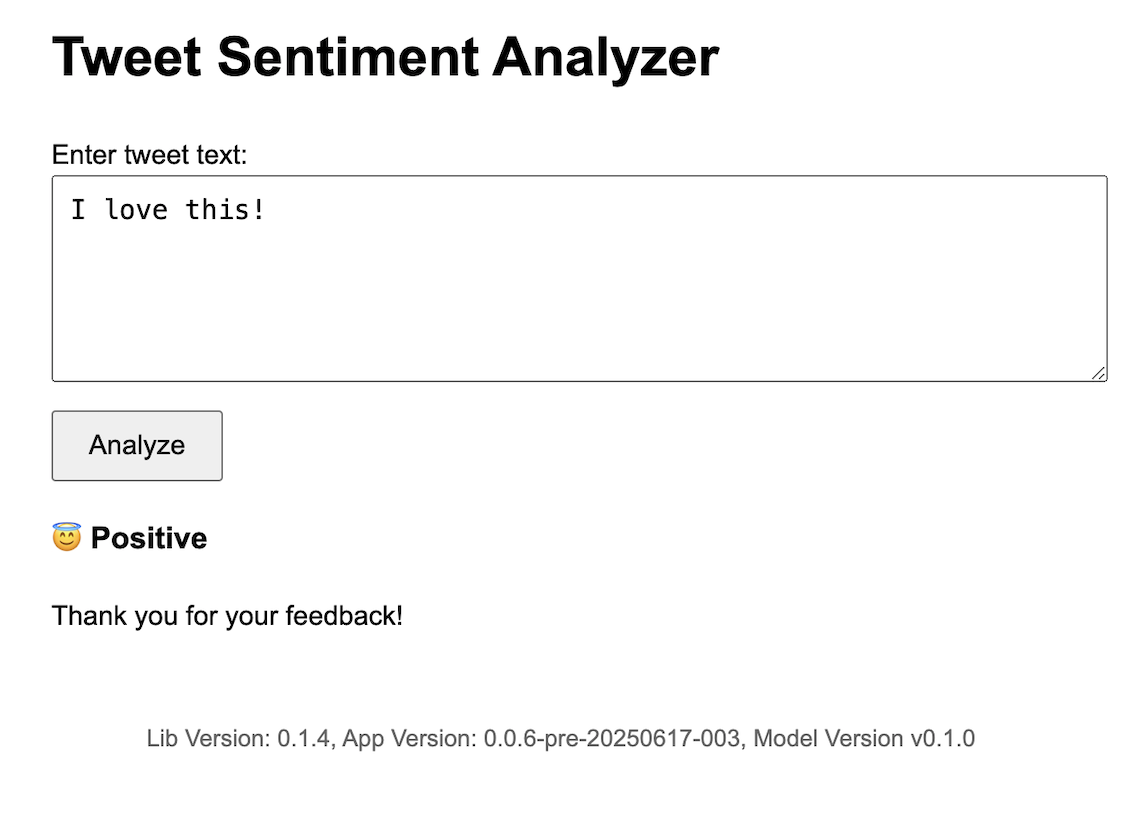 Tweet Sentiment Analyzer
Enter tweet text:
I love this!
Analyze
😇 Positive
Thank you for your feedback!
Lib Version: 0.1.4, App Version: 0.0.6-pre-20250617-003, Model Version v0.1.0